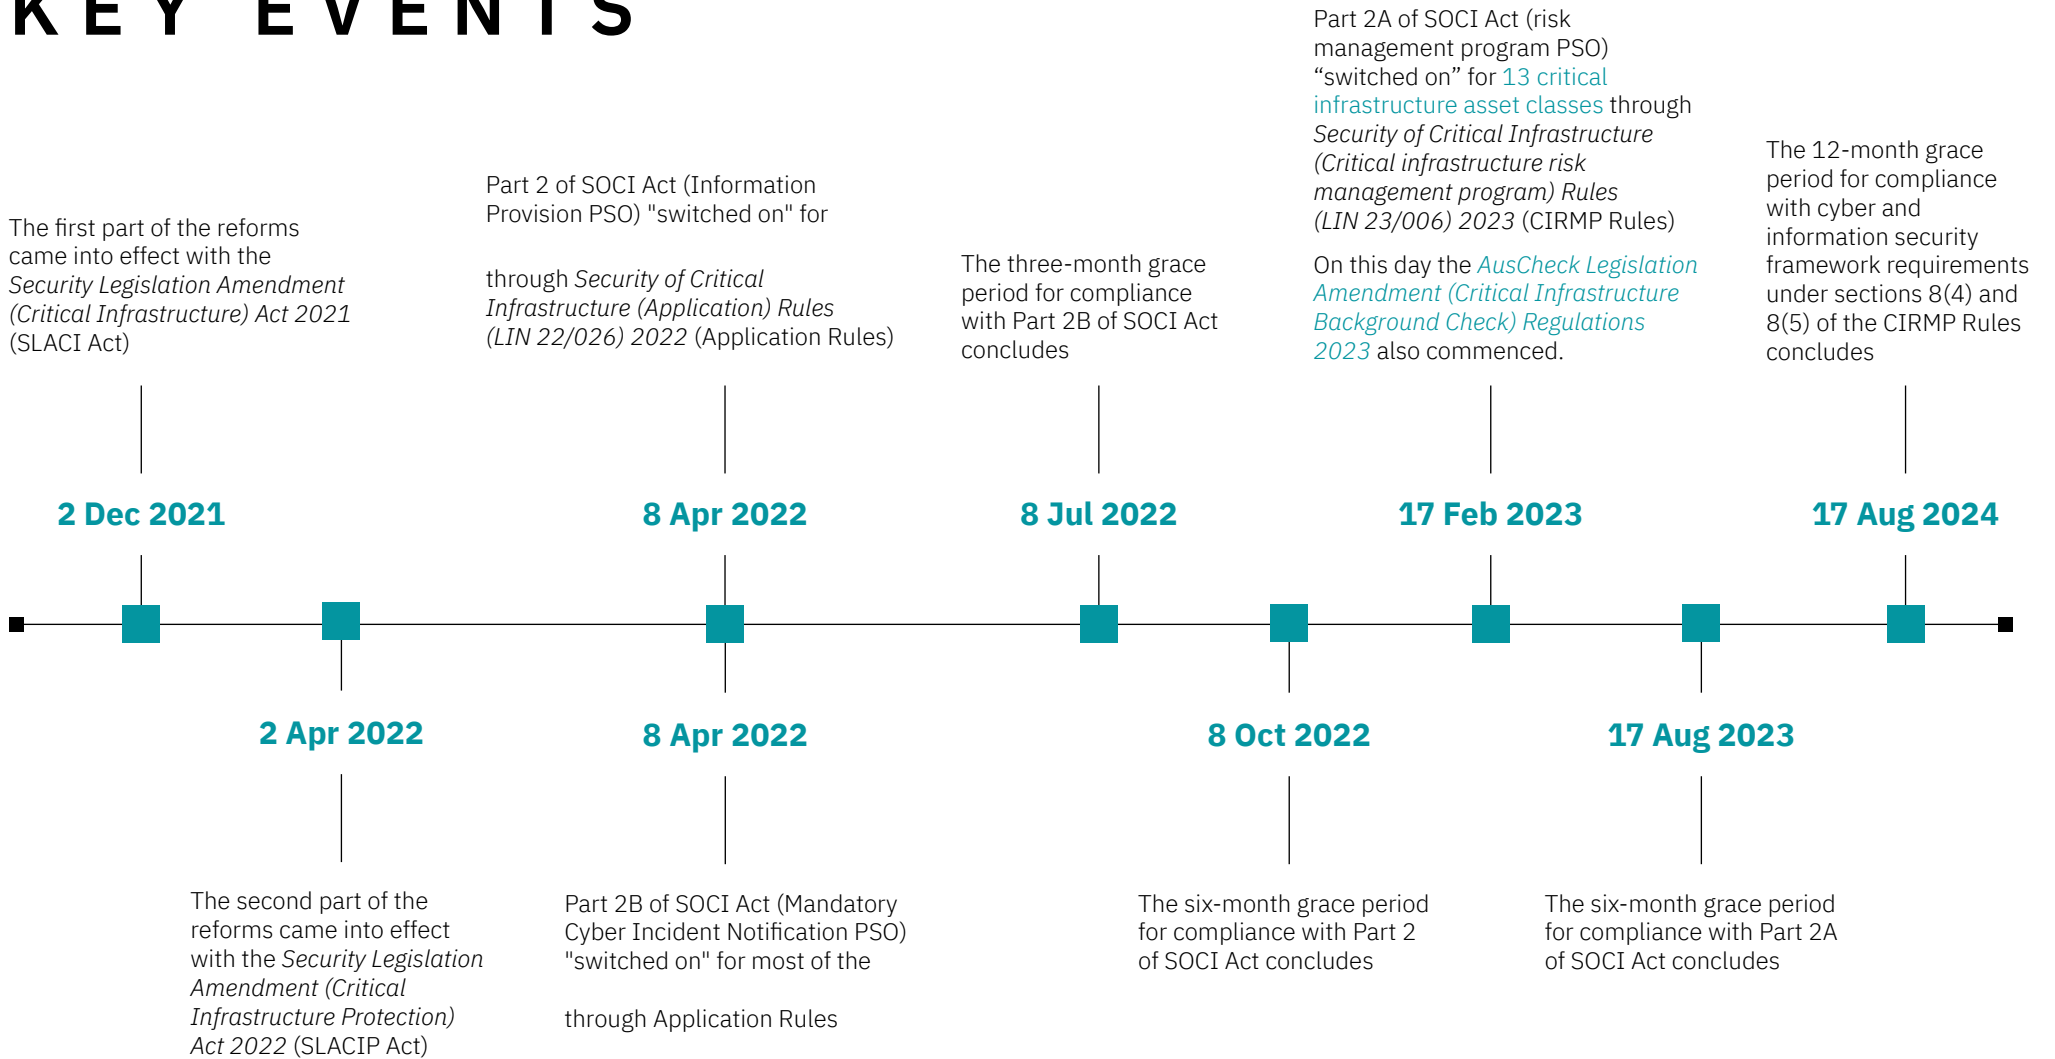 KEY EVENTS
The first part of the reforms
came into effect with the
Security Legislation Amendment
(Critical Infrastructure) Act 2021
(SLACI Act)
2 Dec 2021
2 Apr 2022
The second part of the
reforms came into effect
with the Security Legislation
Amendment (Critical
Infrastructure Protection)
Act 2022 (SLACIP Act)
Part 2 of SOCI Act (Information
Provision PSO) "switched on" for
through Security of Critical
Infrastructure (Application) Rules
(LIN 22/026) 2022 (Application Rules)
8 Apr 2022
8 Apr 2022
Part 2B of SOCI Act (Mandatory
Cyber Incident Notification PSO)
"switched on" for most of the
through Application Rules
The three-month grace
period for compliance
with Part 2B of SOCI Act
concludes
8 Jul 2022
8 Oct 2022
The six-month grace period
for compliance with Part 2
of SOCI Act concludes
Part 2A of SOCI Act (risk
management program PSO)
“switched on” for 13 critical
infrastructure asset classes through
Security of Critical Infrastructure
(Critical infrastructure risk
management program) Rules
(LIN 23/006) 2023 (CIRMP Rules)
On this day the AusCheck Legislation
Amendment (Critical Infrastructure
Background Check) Regulations
2023 also commenced.
17 Feb 2023
17 Aug 2023
The six-month grace period
for compliance with Part 2A
of SOCI Act concludes
The 12-month grace
period for compliance
with cyber and
information security
framework requirements
under sections 8(4) and
8(5) of the CIRMP Rules
concludes
17 Aug 2024